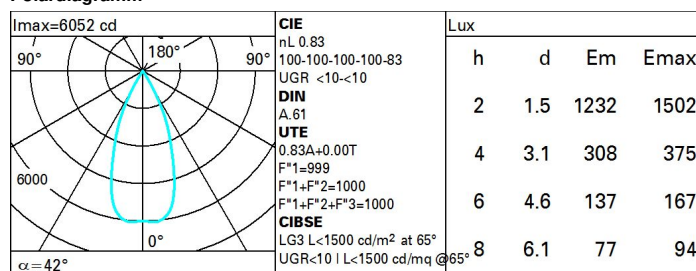 Imax=6052 cd
90°
180°
90°
6000
0°
α=42°
CIE
nL 0.83
100-100-100-100-83
UGR <10-<10
DIN
A.61
UTE
0.83A+0.00T
F"1=999
F"1+F"2=1000
F"1+F"2+F"3=1000
CIBSE
LG3 L<1500 cd/m² at 65°
UGR<10 | L<1500 cd/mq @65°
Lux
h d Em Emax
2 1.5 1232 1502
4 3.1 308 375
6 4.6 137 167
8 6.1 77 94